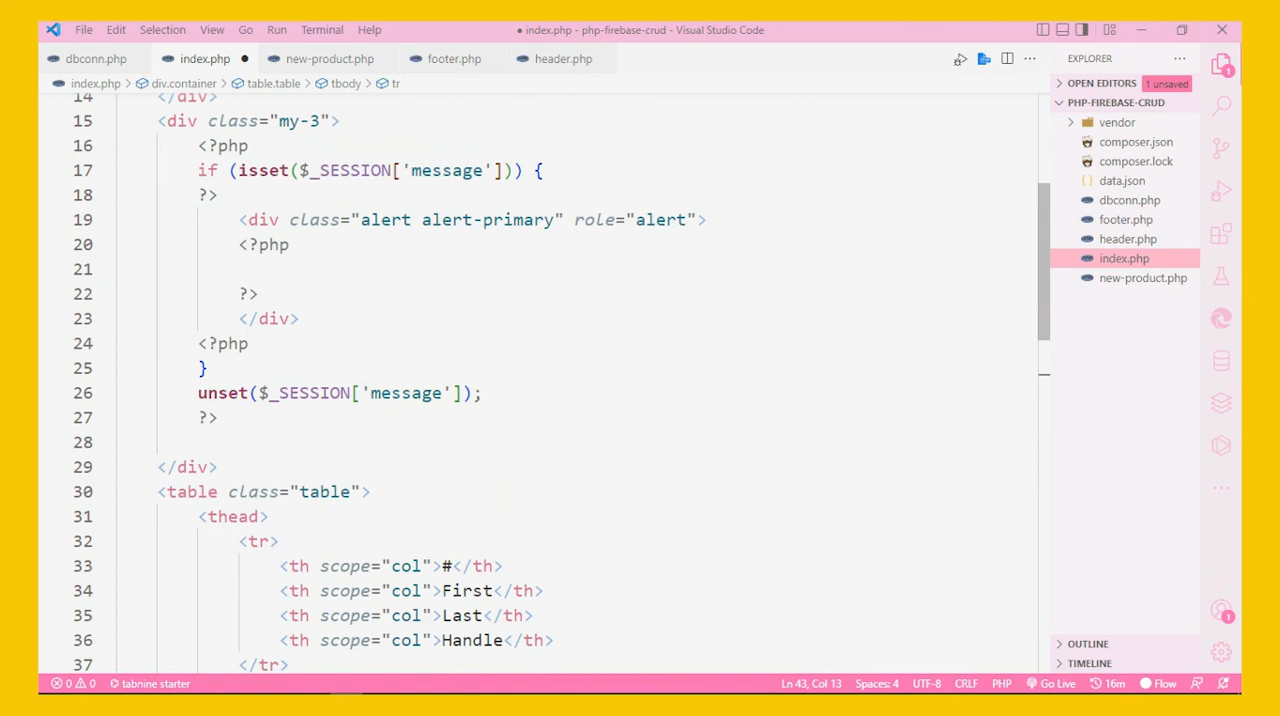 File Edit Selection View Go Run Terminal Help ● index.php - php-firebase-crud - Visual Studio Code
dbconn.php index.php ● new-product.php footer.php header.php
index.php > div.container > table.table > tbody > tr
14 </div>
15 <div class="my-3">
16 <?php
17 if (isset($_SESSION['message'])) {
18 ?>
19 <div class="alert alert-primary" role="alert">
20 <?php
21
22 ?>
23 </div>
24 <?php
25 }
26 unset($_SESSION['message']);
27 ?>
28
29 </div>
30 <table class="table">
31 <thead>
32 <tr>
33 <th scope="col">#</th>
34 <th scope="col">First</th>
35 <th scope="col">Last</th>
36 <th scope="col">Handle</th>
37 </tr>
EXPLORER ···
OPEN EDITORS 1 unsaved
PHP-FIREBASE-CRUD
vendor
composer.json
composer.lock
{} data.json
dbconn.php
footer.php
header.php
index.php
new-product.php
OUTLINE
TIMELINE
1
1
0 0 tabnine starter Ln 43, Col 13 Spaces: 4 UTF-8 CRLF PHP Go Live 16m Flow